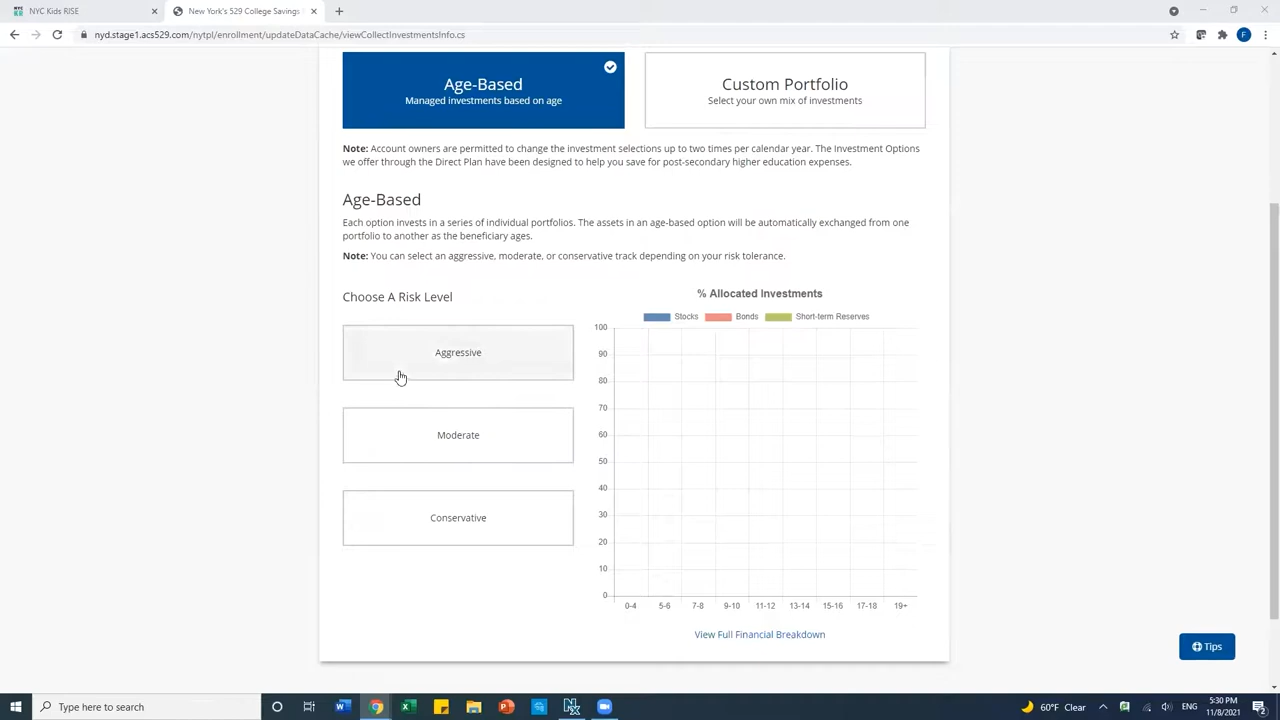 NYC Kids RISE
New York's 529 College Savings
nyd.stage1.acs529.com/nytpl/enrollment/updateDataCache/viewCollectInvestmentsInfo.cs
F
Age-Based
Managed investments based on age
Custom Portfolio
Select your own mix of investments
Note: Account owners are permitted to change the investment selections up to two times per calendar year. The Investment Options
we offer through the Direct Plan have been designed to help you save for post-secondary higher education expenses.
Age-Based
Each option invests in a series of individual portfolios. The assets in an age-based option will be automatically exchanged from one
portfolio to another as the beneficiary ages.
Note: You can select an aggressive, moderate, or conservative track depending on your risk tolerance.
Choose A Risk Level
Aggressive
Moderate
Conservative
% Allocated Investments
Stocks Bonds Short-term Reserves
100
90
80
70
60
50
40
30
20
10
0
0-4 5-6 7-8 9-10 11-12 13-14 15-16 17-18 19+
View Full Financial Breakdown
Tips
Type here to search
60°F Clear
5:30 PM
11/8/2021